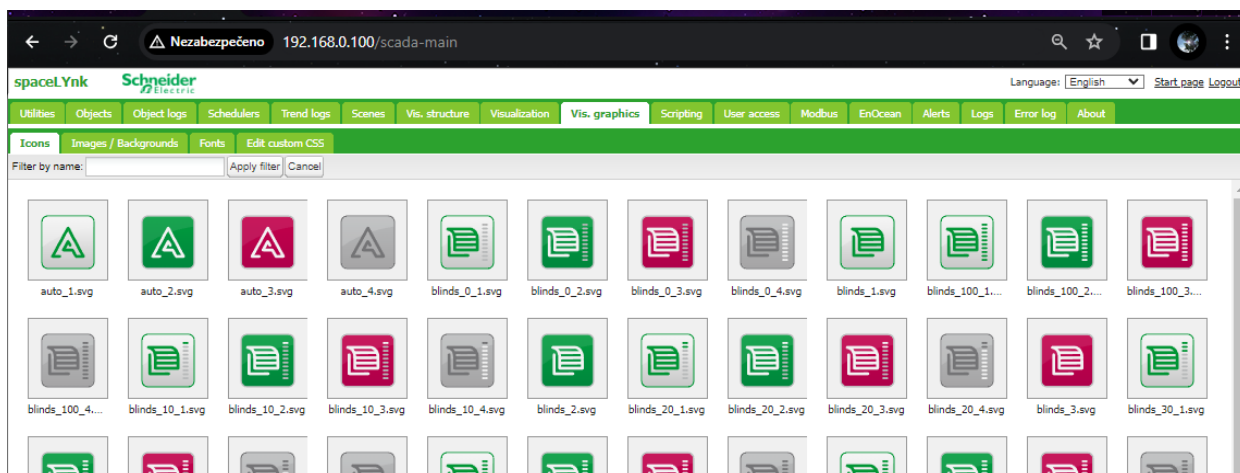 Nezabezpečeno 192.168.0.100/scada-main
spaceLYnk Schneider Electric Language: English Start page Logout
Utilities Objects Object logs Schedulers Trend logs Scenes Vis. structure Visualization Vis. graphics Scripting User access Modbus EnOcean Alerts Logs Error log About
Icons Images / Backgrounds Fonts Edit custom CSS
Filter by name: Apply filter Cancel
auto_1.svg auto_2.svg auto_3.svg auto_4.svg blinds_0_1.svg blinds_0_2.svg blinds_0_3.svg blinds_0_4.svg blinds_1.svg blinds_100_1.... blinds_100_2.... blinds_100_3....
blinds_100_4.... blinds_10_1.svg blinds_10_2.svg blinds_10_3.svg blinds_10_4.svg blinds_2.svg blinds_20_1.svg blinds_20_2.svg blinds_20_3.svg blinds_20_4.svg blinds_3.svg blinds_30_1.svg